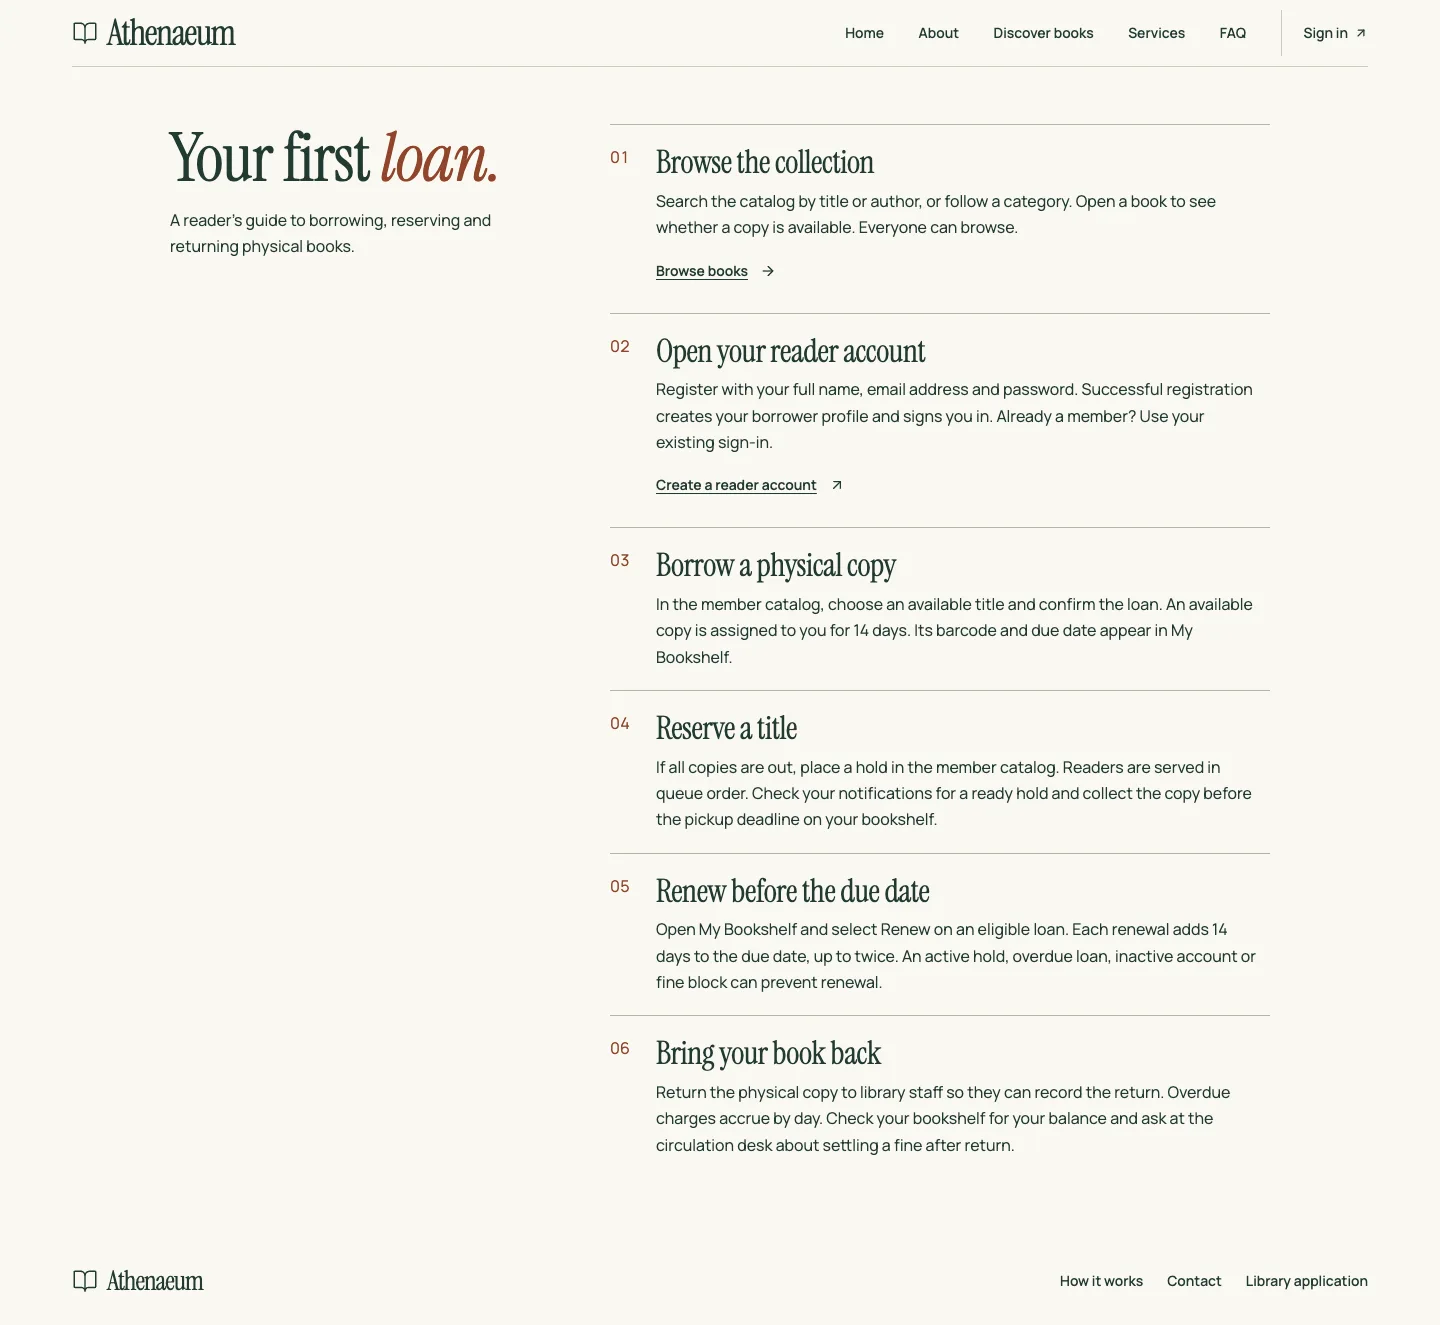 Athenaeum
Home
About
Discover books
Services
FAQ
Sign in
Your first loan.
A reader's guide to borrowing, reserving and
returning physical books.
01
Browse the collection
Search the catalog by title or author, or follow a category. Open a book to see
whether a copy is available. Everyone can browse.
Browse books
02
Open your reader account
Register with your full name, email address and password. Successful registration
creates your borrower profile and signs you in. Already a member? Use your
existing sign-in.
Create a reader account
03
Borrow a physical copy
In the member catalog, choose an available title and confirm the loan. An available
copy is assigned to you for 14 days. Its barcode and due date appear in My
Bookshelf.
04
Reserve a title
If all copies are out, place a hold in the member catalog. Readers are served in
queue order. Check your notifications for a ready hold and collect the copy before
the pickup deadline on your bookshelf.
05
Renew before the due date
Open My Bookshelf and select Renew on an eligible loan. Each renewal adds 14
days to the due date, up to twice. An active hold, overdue loan, inactive account or
fine block can prevent renewal.
06
Bring your book back
Return the physical copy to library staff so they can record the return. Overdue
charges accrue by day. Check your bookshelf for your balance and ask at the
circulation desk about settling a fine after return.
Athenaeum
How it works
Contact
Library application